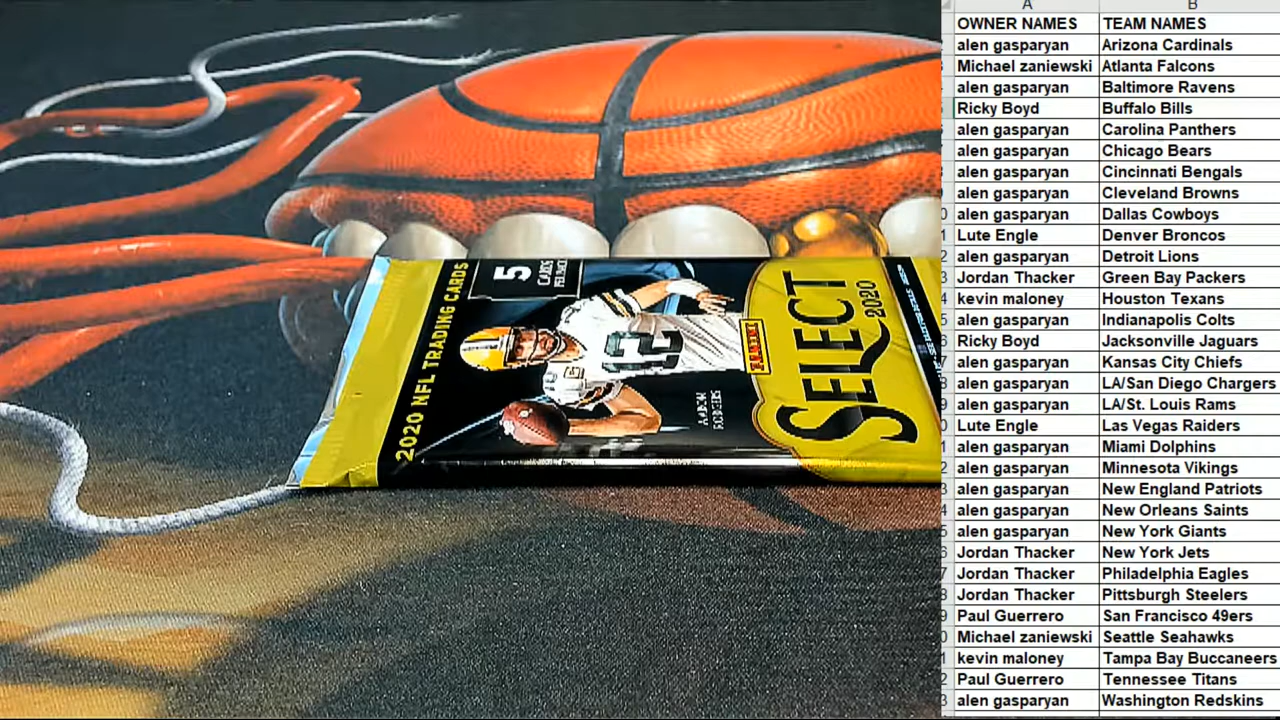 A B
OWNER NAMES TEAM NAMES
alen gasparyan Arizona Cardinals
Michael zaniewski Atlanta Falcons
alen gasparyan Baltimore Ravens
Ricky Boyd Buffalo Bills
alen gasparyan Carolina Panthers
alen gasparyan Chicago Bears
alen gasparyan Cincinnati Bengals
alen gasparyan Cleveland Browns
alen gasparyan Dallas Cowboys
Lute Engle Denver Broncos
alen gasparyan Detroit Lions
Jordan Thacker Green Bay Packers
kevin maloney Houston Texans
alen gasparyan Indianapolis Colts
Ricky Boyd Jacksonville Jaguars
alen gasparyan Kansas City Chiefs
alen gasparyan LA/San Diego Chargers
alen gasparyan LA/St. Louis Rams
Lute Engle Las Vegas Raiders
alen gasparyan Miami Dolphins
alen gasparyan Minnesota Vikings
alen gasparyan New England Patriots
alen gasparyan New Orleans Saints
alen gasparyan New York Giants
Jordan Thacker New York Jets
Jordan Thacker Philadelphia Eagles
Jordan Thacker Pittsburgh Steelers
Paul Guerrero San Francisco 49ers
Michael zaniewski Seattle Seahawks
kevin maloney Tampa Bay Buccaneers
Paul Guerrero Tennessee Titans
alen gasparyan Washington Redskins
2020 NFL TRADING CARDS
5
CARDS
PER PACK
12
AARON
RODGERS
PANINI
SELECT
2020